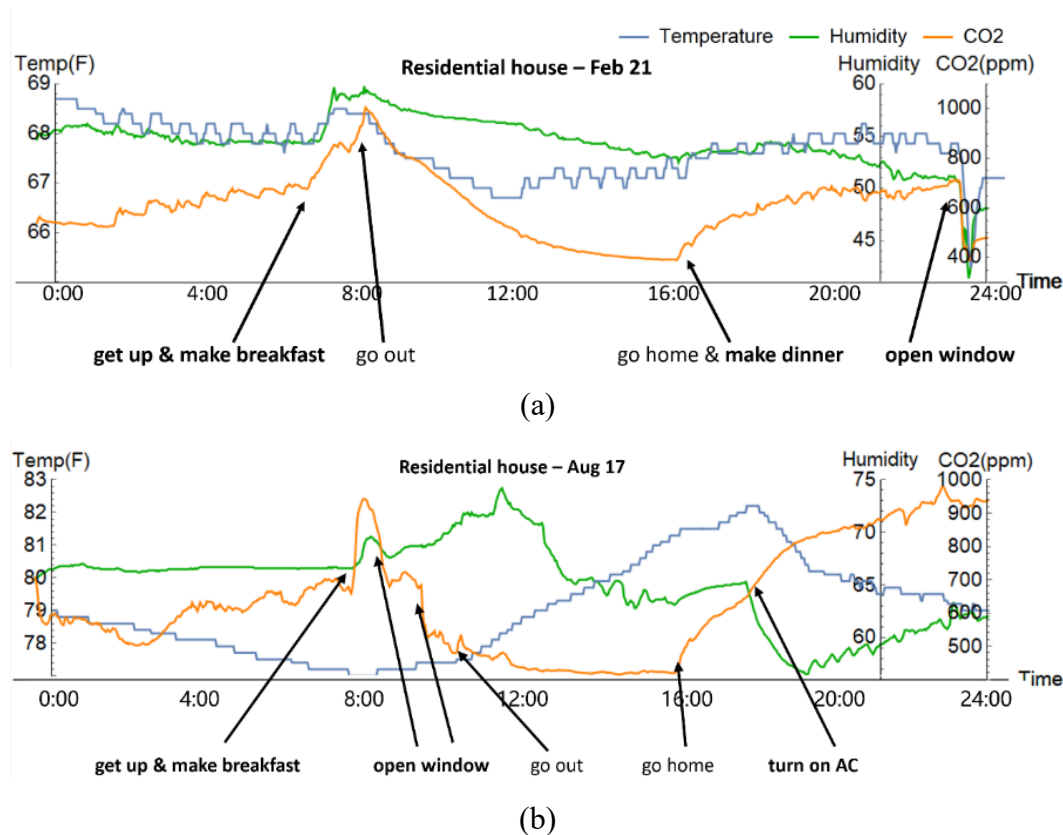 Temperature Humidity CO2
Temp(F) Residential house – Feb 21 Humidity CO2(ppm)
69 60 1000
68 55 800
67 50 600
66 45 400
0:00 4:00 8:00 12:00 16:00 20:00 24:00 Time
get up & make breakfast go out go home & make dinner open window
(a)
Temp(F) Residential house – Aug 17 Humidity CO2(ppm)
83 75 1000
82 70 900
81 800
80 65 700
79 60 600
78 500
0:00 4:00 8:00 12:00 16:00 20:00 24:00 Time
get up & make breakfast open window go out go home turn on AC
(b)